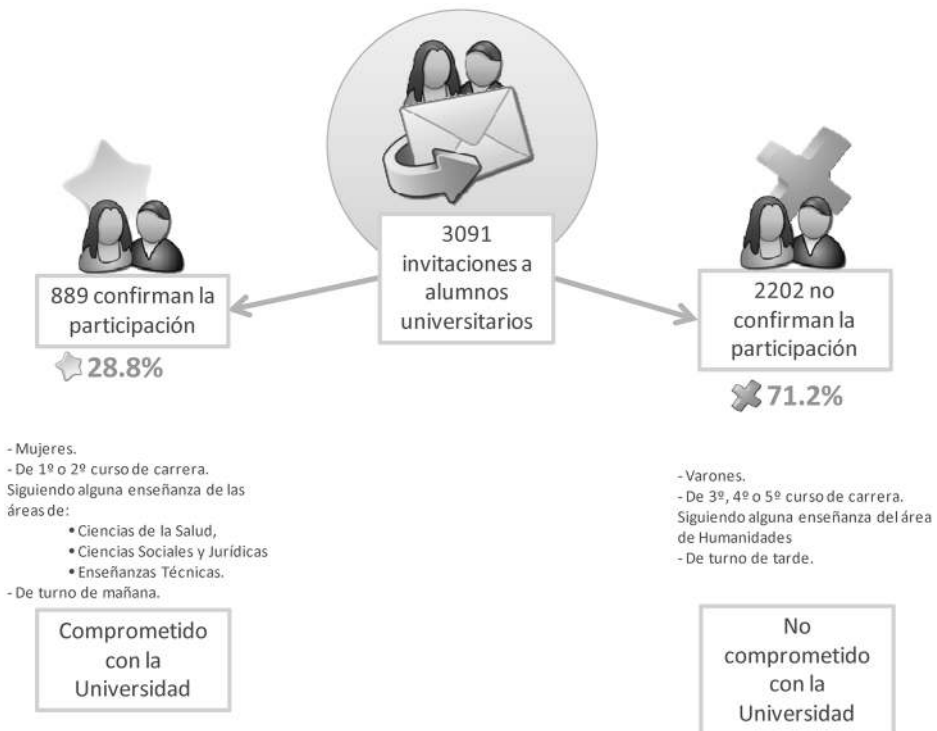 3091
invitaciones a
alumnos
universitarios
889 confirman la
participación
28.8%
2202 no
confirman la
participación
71.2%
- Mujeres.
- De 1º o 2º curso de carrera.
Siguiendo alguna enseñanza de las
áreas de:
• Ciencias de la Salud,
• Ciencias Sociales y Jurídicas
• Enseñanzas Técnicas.
- De turno de mañana.
Comprometido
con la
Universidad
- Varones.
- De 3º, 4º o 5º curso de carrera.
Siguiendo alguna enseñanza del área
de Humanidades
- De turno de tarde.
No
comprometido
con la
Universidad